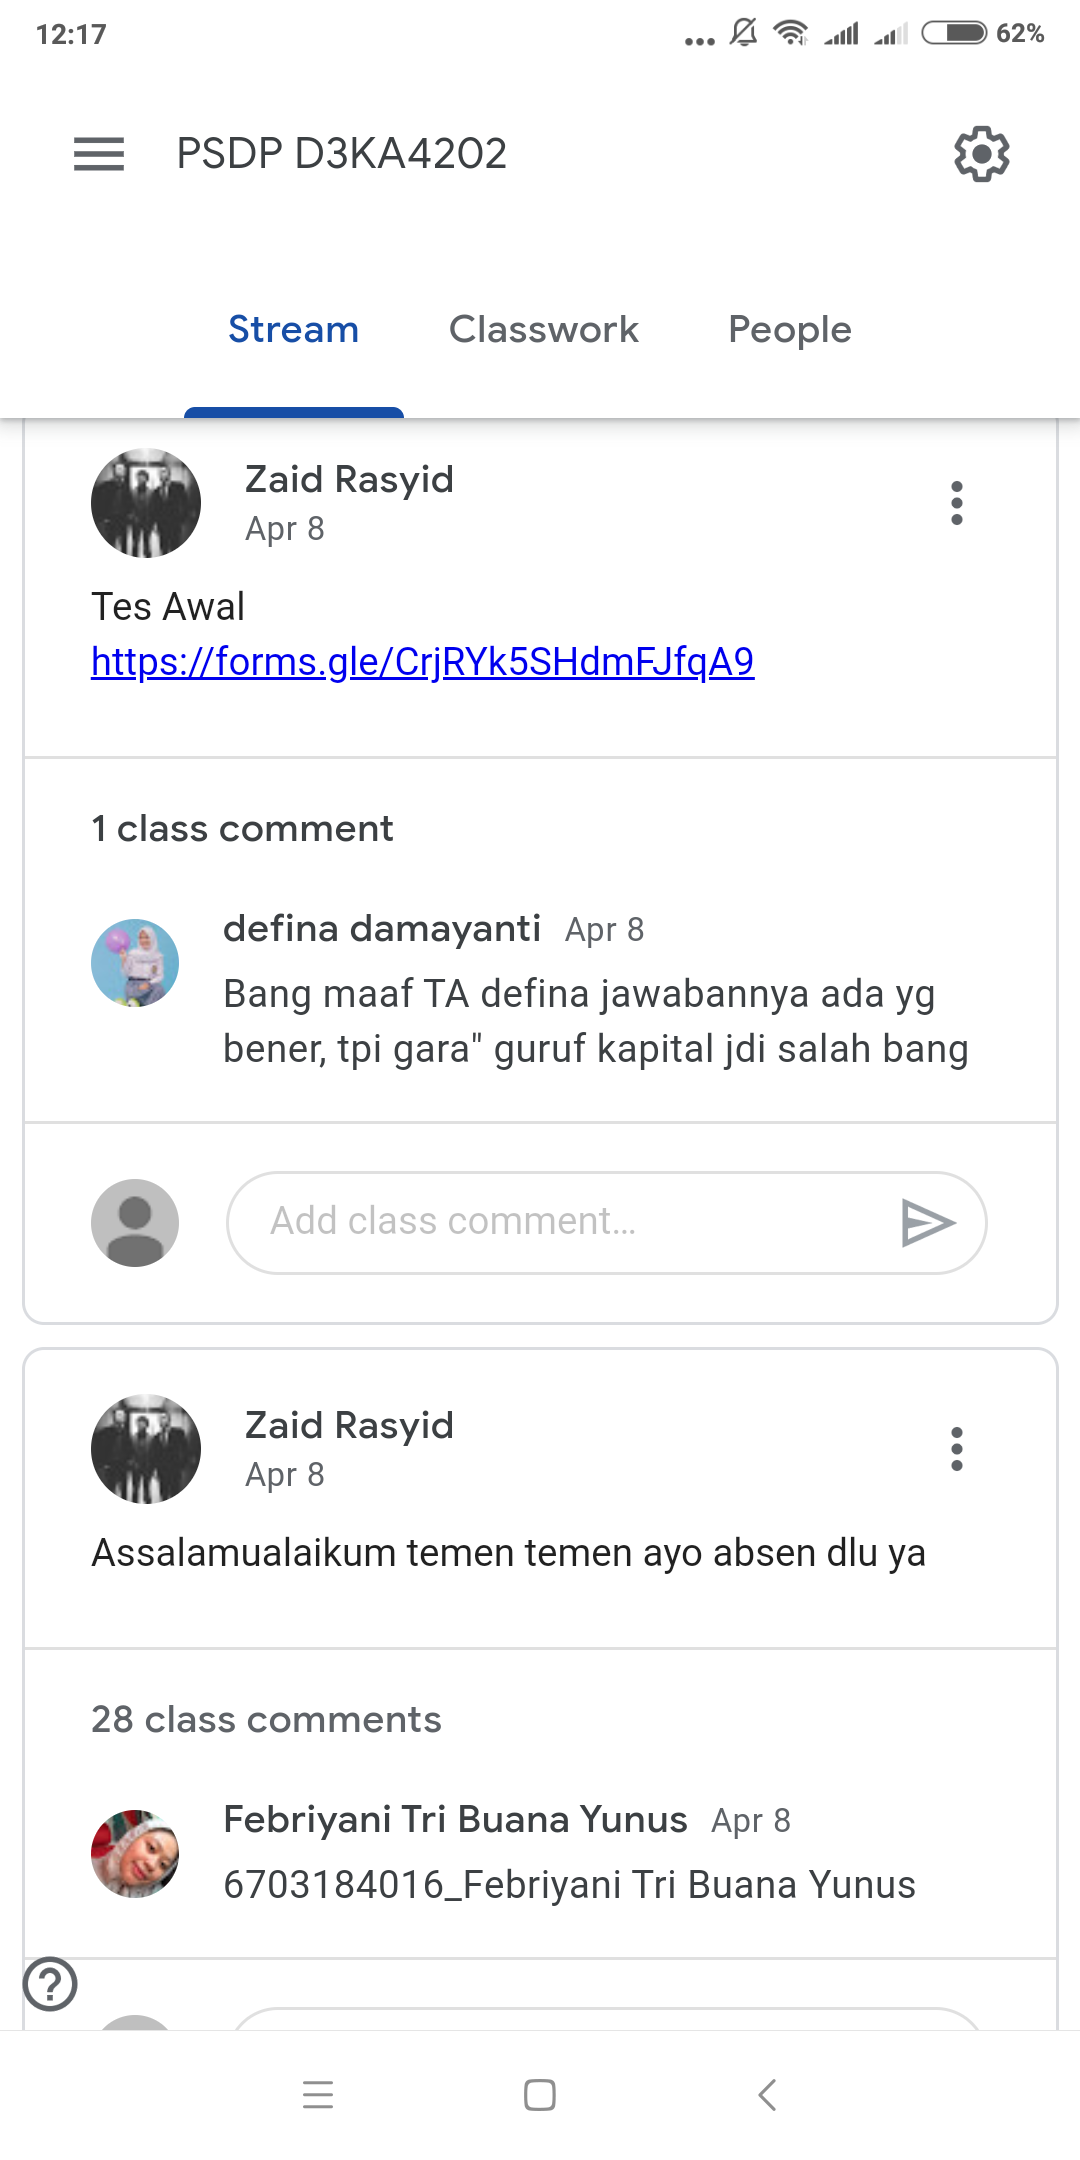 12:17
62%
PSDP D3KA4202
Stream
Classwork
People
Zaid Rasyid
Apr 8
Tes Awal
https://forms.gle/CrjRYk5SHdmFJfqA9
1 class comment
defina damayanti Apr 8
Bang maaf TA defina jawabannya ada yg
bener, tpi gara" guruf kapital jdi salah bang
Add class comment...
Zaid Rasyid
Apr 8
Assalamualaikum temen temen ayo absen dlu ya
28 class comments
Febriyani Tri Buana Yunus Apr 8
6703184016_Febriyani Tri Buana Yunus